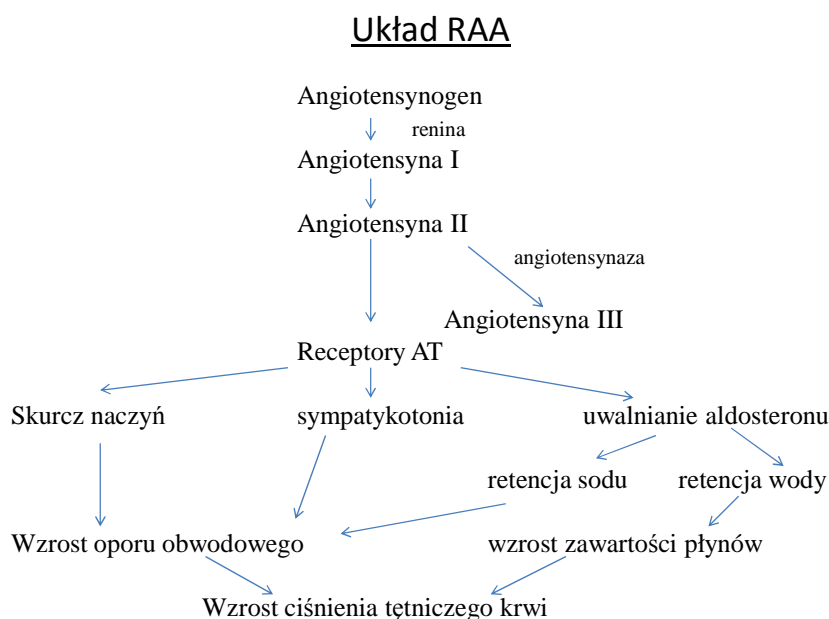 Układ RAA
Angiotensynogen
renina
Angiotensyna I
Angiotensyna II
angiotensynaza
Angiotensyna III
Receptory AT
Skurcz naczyń sympatykotonia uwalnianie aldosteronu
retencja sodu retencja wody
Wzrost oporu obwodowego wzrost zawartości płynów
Wzrost ciśnienia tętniczego krwi